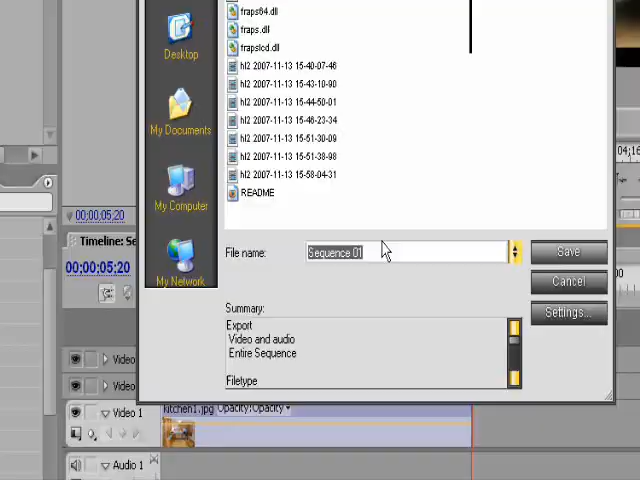 fraps64.dll
fraps.dll
Desktop
frapslcd.dll
hl2 2007-11-13 15-40-07-46
hl2 2007-11-13 15-43-10-90
hl2 2007-11-13 15-44-50-01
My Documents
hl2 2007-11-13 15-46-23-34
hl2 2007-11-13 15-51-30-09
hl2 2007-11-13 15-51-38-98
04;16
hl2 2007-11-13 15-58-04-31
README
My Computer
00;00;05;20
Timeline: Se
File name:
Sequence 01
Save
00;00;05;20
My Network
Cancel
Summary:
Settings...
Export
Video and audio
Entire Sequence
Video
Filetype
Video
Video 1
kitchen1.jpg Opacity:Opacity
Audio 1